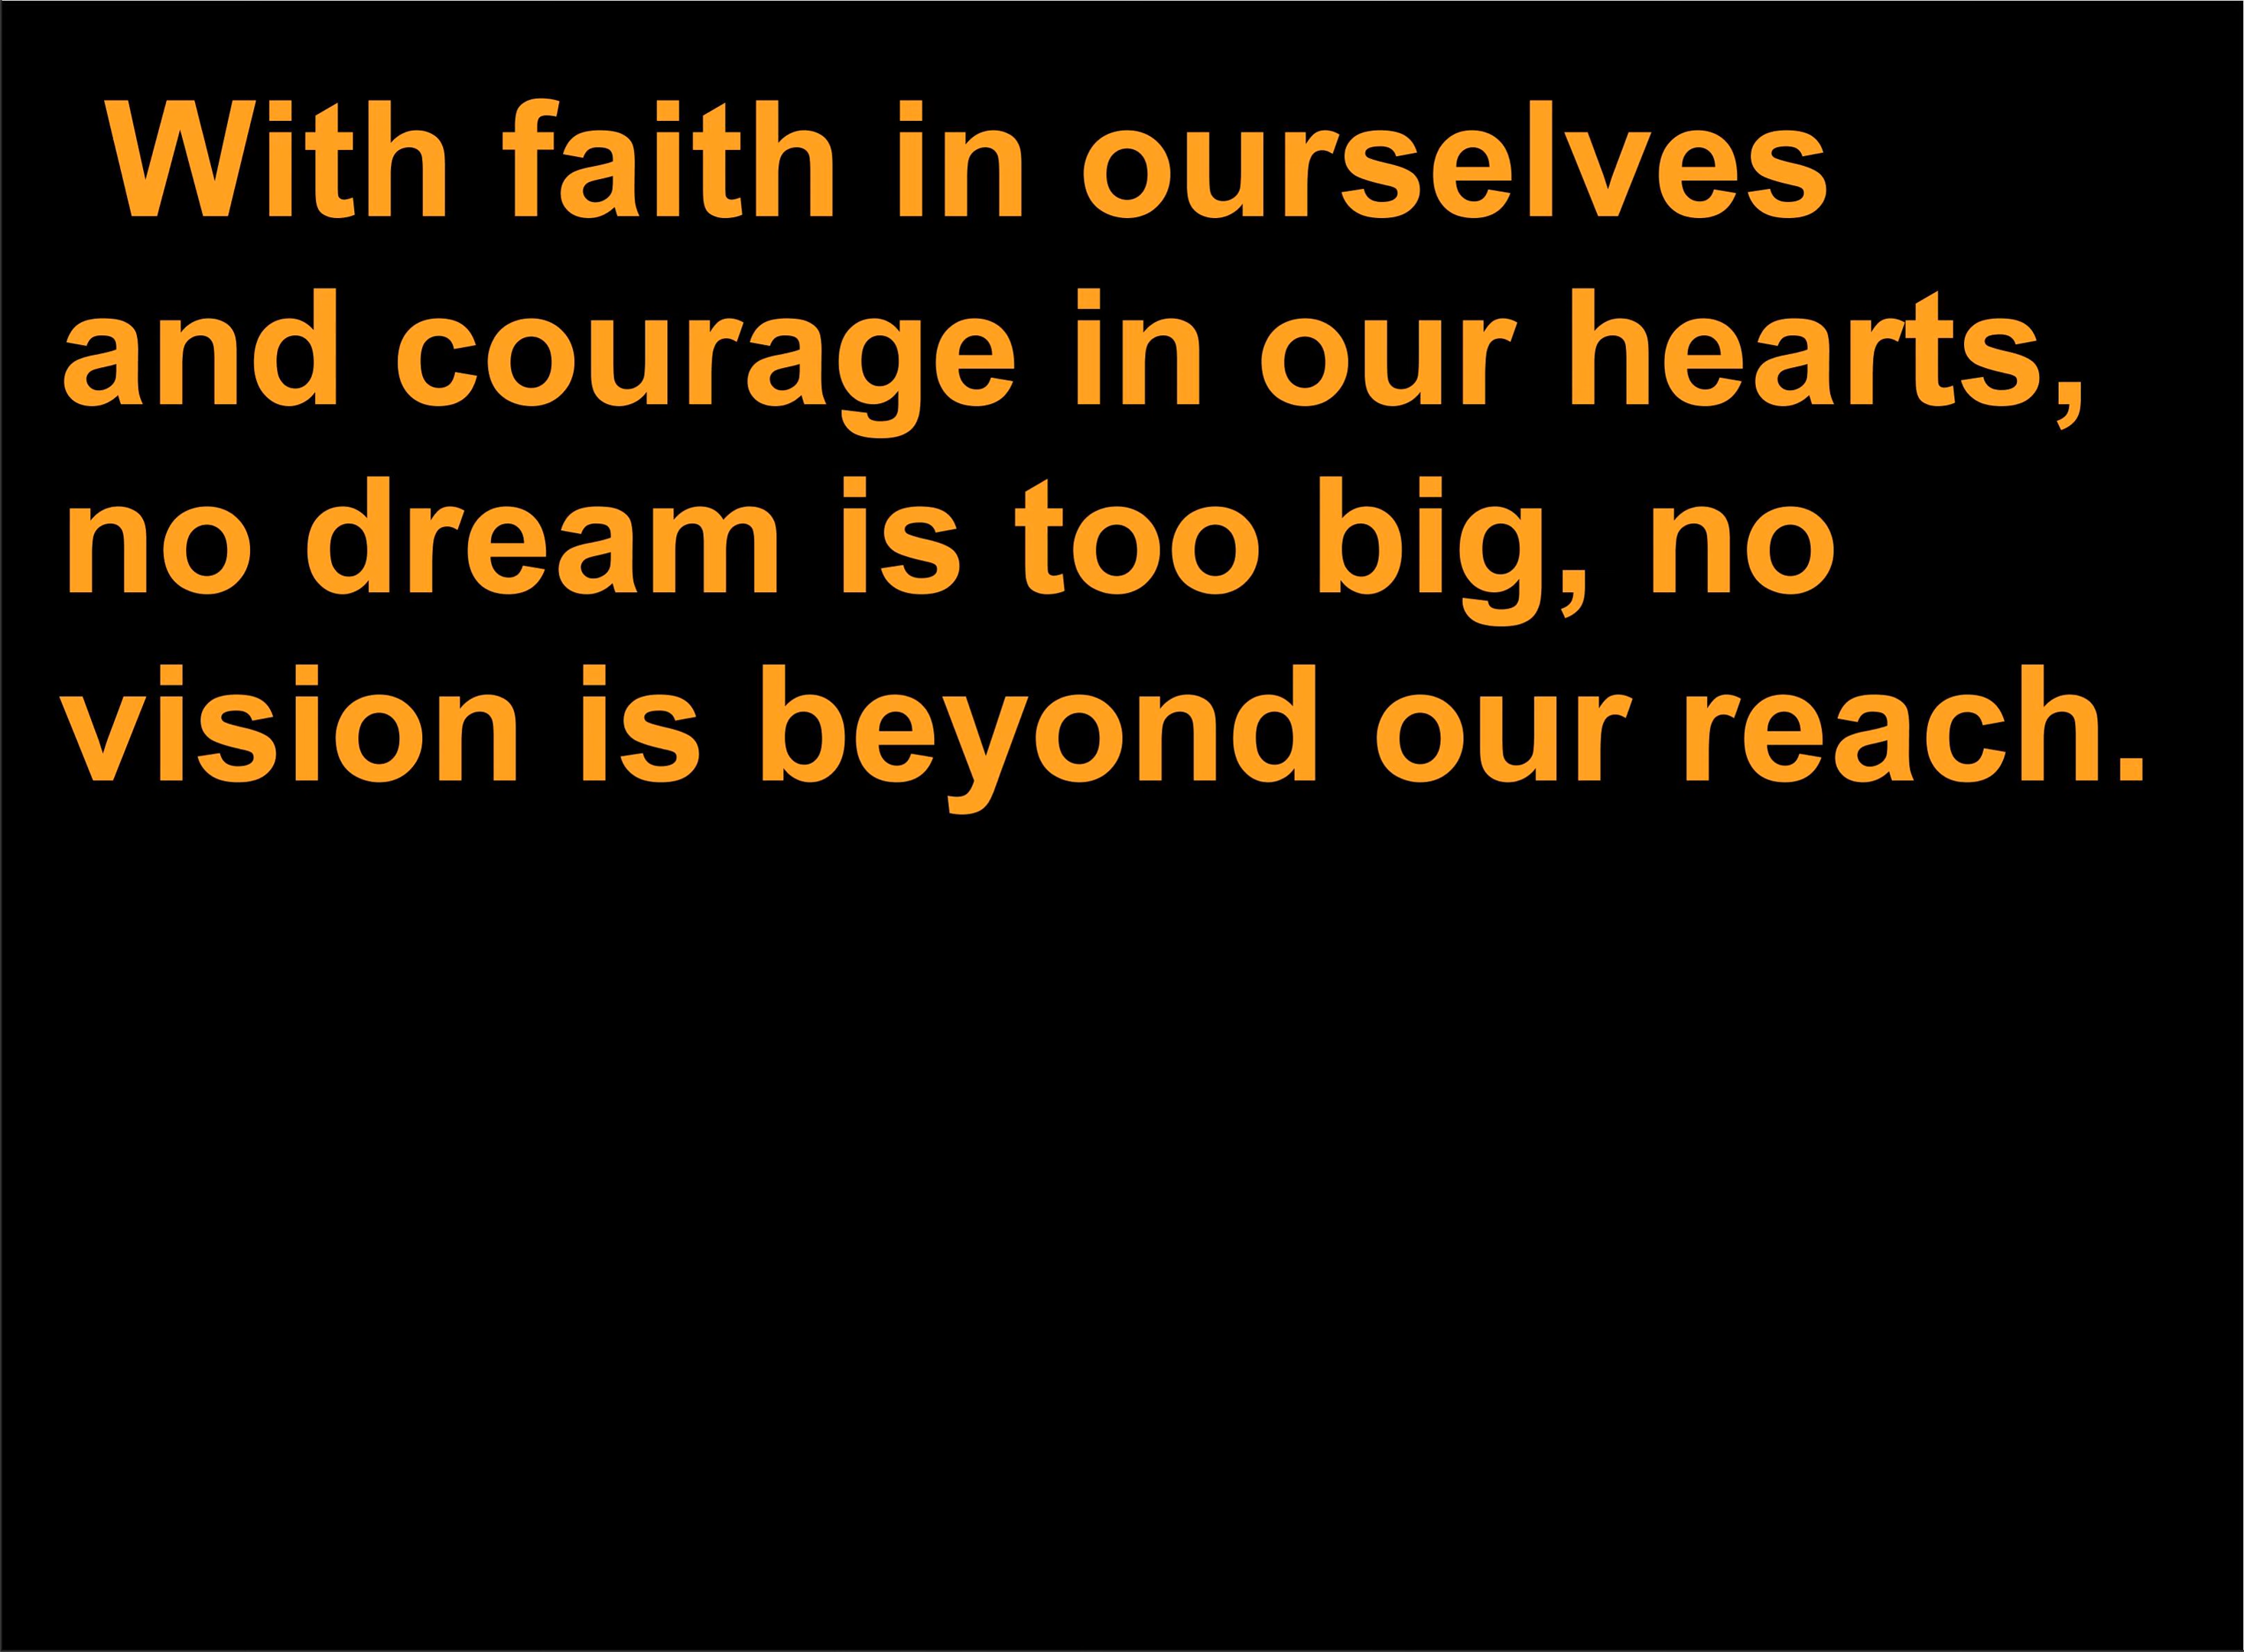 With faith in ourselves
and courage in our hearts,
no dream is too big, no
vision is beyond our reach.